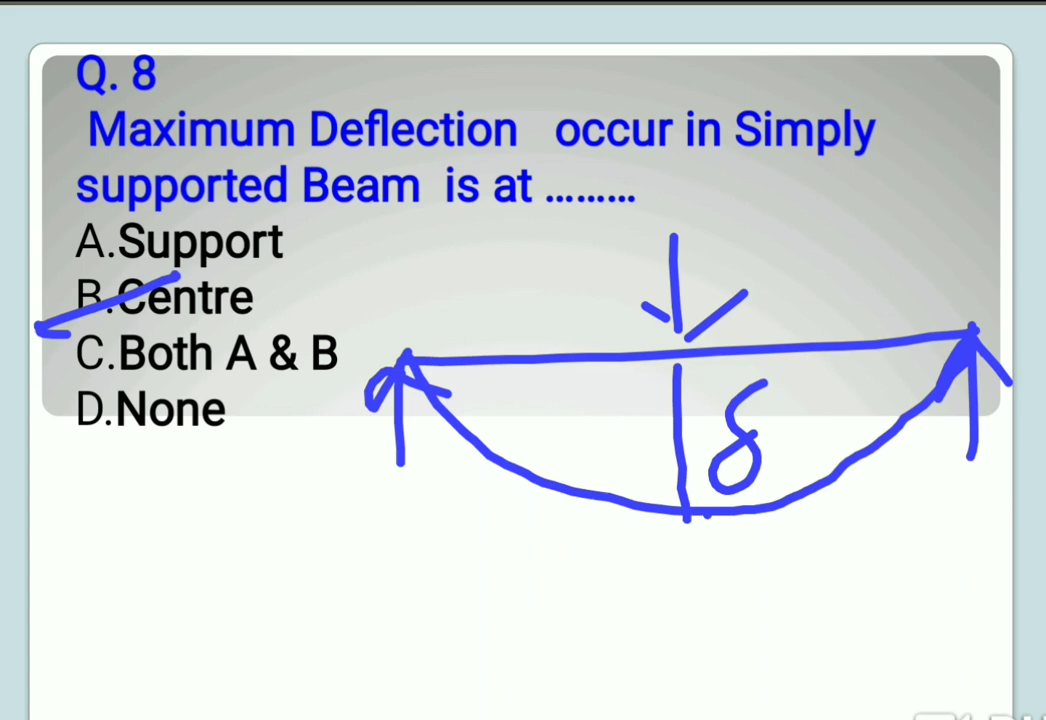 Q. 8
Maximum Deflection occur in Simply
supported Beam is at .........
A.Support
B.Centre
C.Both A & B
D.None
δ